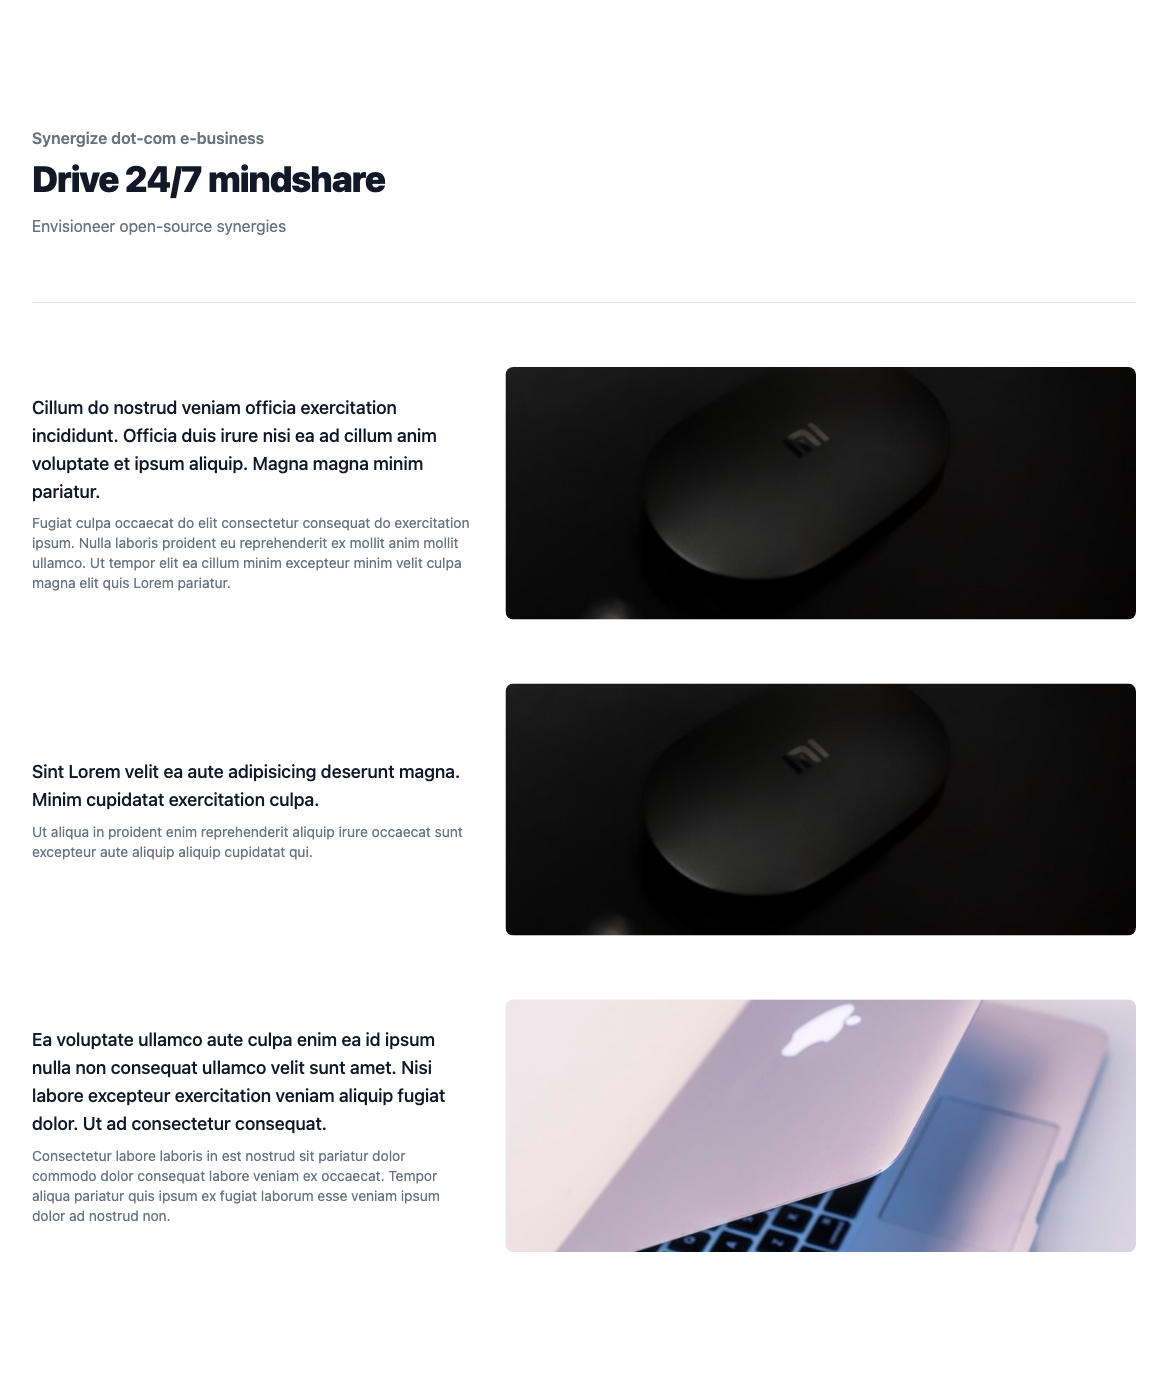 Synergize dot-com e-business
Drive 24/7 mindshare
Envisioneer open-source synergies
Cillum do nostrud veniam officia exercitation
incididunt. Officia duis irure nisi ea ad cillum anim
voluptate et ipsum aliquip. Magna magna minim
pariatur.
Fugiat culpa occaecat do elit consectetur consequat do exercitation
ipsum. Nulla laboris proident eu reprehenderit ex mollit anim mollit
ullamco. Ut tempor elit ea cillum minim excepteur minim velit culpa
magna elit quis Lorem pariatur.
Sint Lorem velit ea aute adipisicing deserunt magna.
Minim cupidatat exercitation culpa.
Ut aliqua in proident enim reprehenderit aliquip irure occaecat sunt
excepteur aute aliquip aliquip cupidatat qui.
Ea voluptate ullamco aute culpa enim ea id ipsum
nulla non consequat ullamco velit sunt amet. Nisi
labore excepteur exercitation veniam aliquip fugiat
dolor. Ut ad consectetur consequat.
Consectetur labore laboris in est nostrud sit pariatur dolor
commodo dolor consequat labore veniam ex occaecat. Tempor
aliqua pariatur quis ipsum ex fugiat laborum esse veniam ipsum
dolor ad nostrud non.